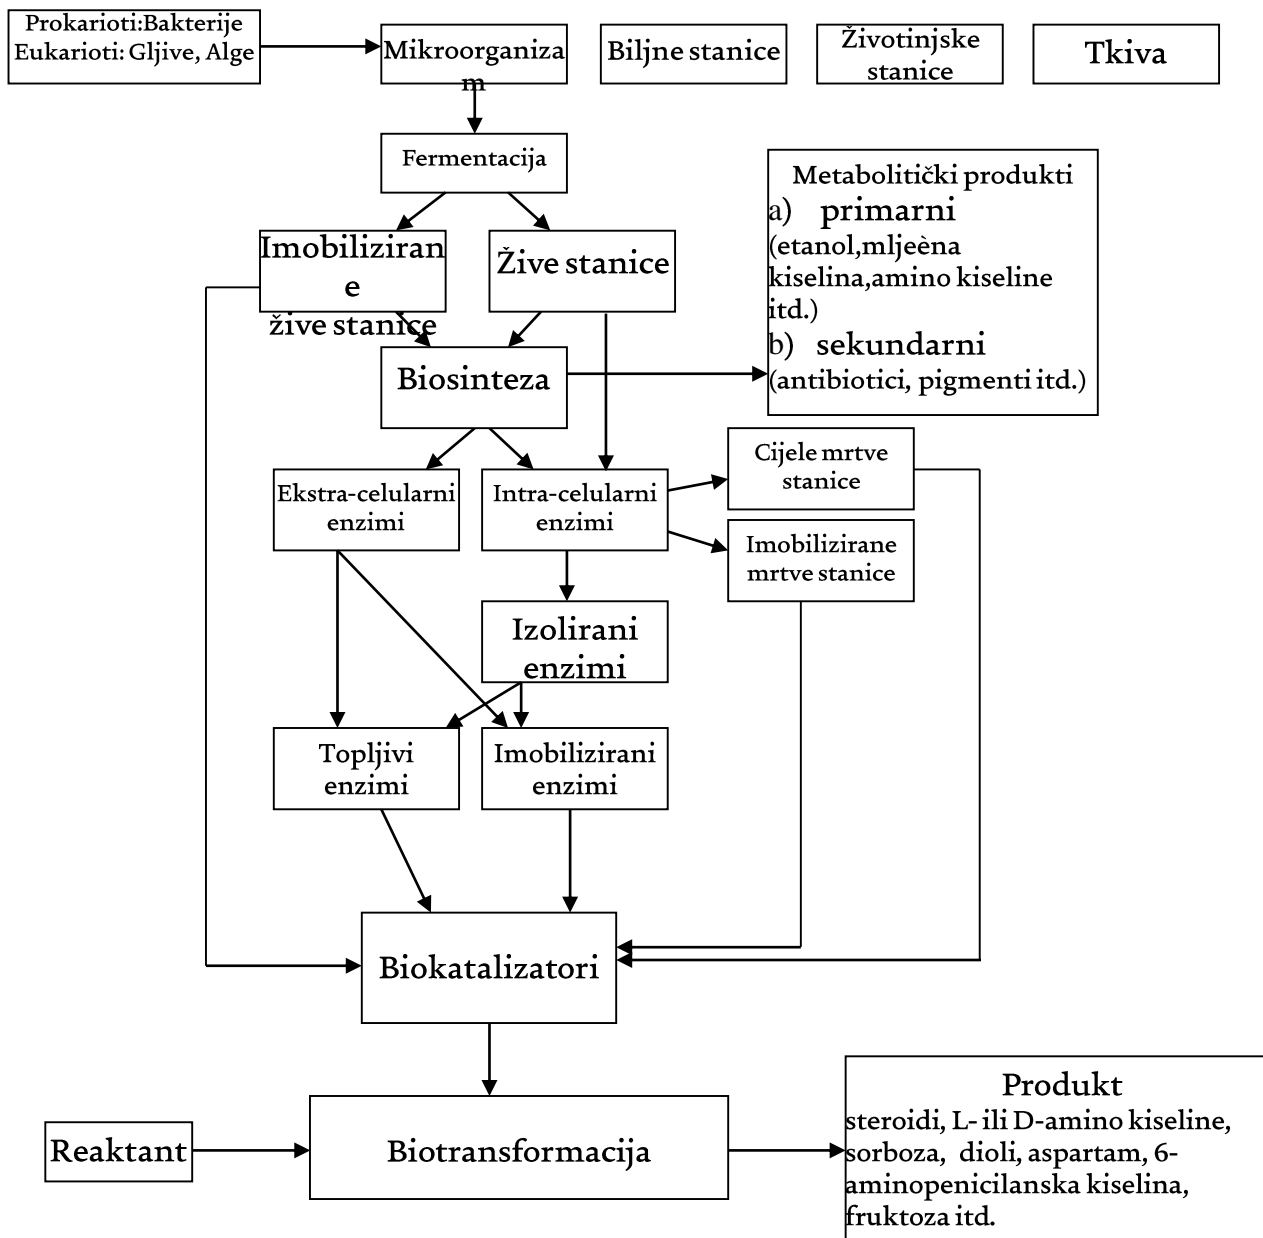 Prokarioti:Bakterije
Eukarioti: Gljive, Alge
Mikroorganiza
m
Biljne stanice
Životinjske
stanice
Tkiva
Fermentacija
Metabolitički produkti
a) primarni
(etanol,mljeèna
kiselina,amino kiseline
itd.)
b) sekundarni
(antibiotici, pigmenti itd.)
Imobiliziran
e
žive stanice
Žive stanice
Biosinteza
Ekstra-celularni
enzimi
Intra-celularni
enzimi
Cijele mrtve
stanice
Imobilizirane
mrtve stanice
Izolirani
enzimi
Topljivi
enzimi
Imobilizirani
enzimi
Biokatalizatori
Reaktant
Biotransformacija
Produkt
steroidi, L- ili D-amino kiseline,
sorboza, dioli, aspartam, 6-
aminopenicilanska kiselina,
fruktoza itd.